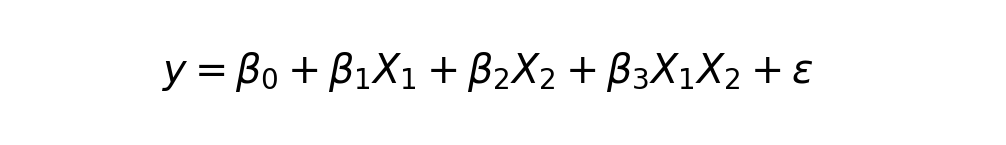 y = β₀ + β₁X₁ + β₂X₂ + β₃X₁X₂ + ε